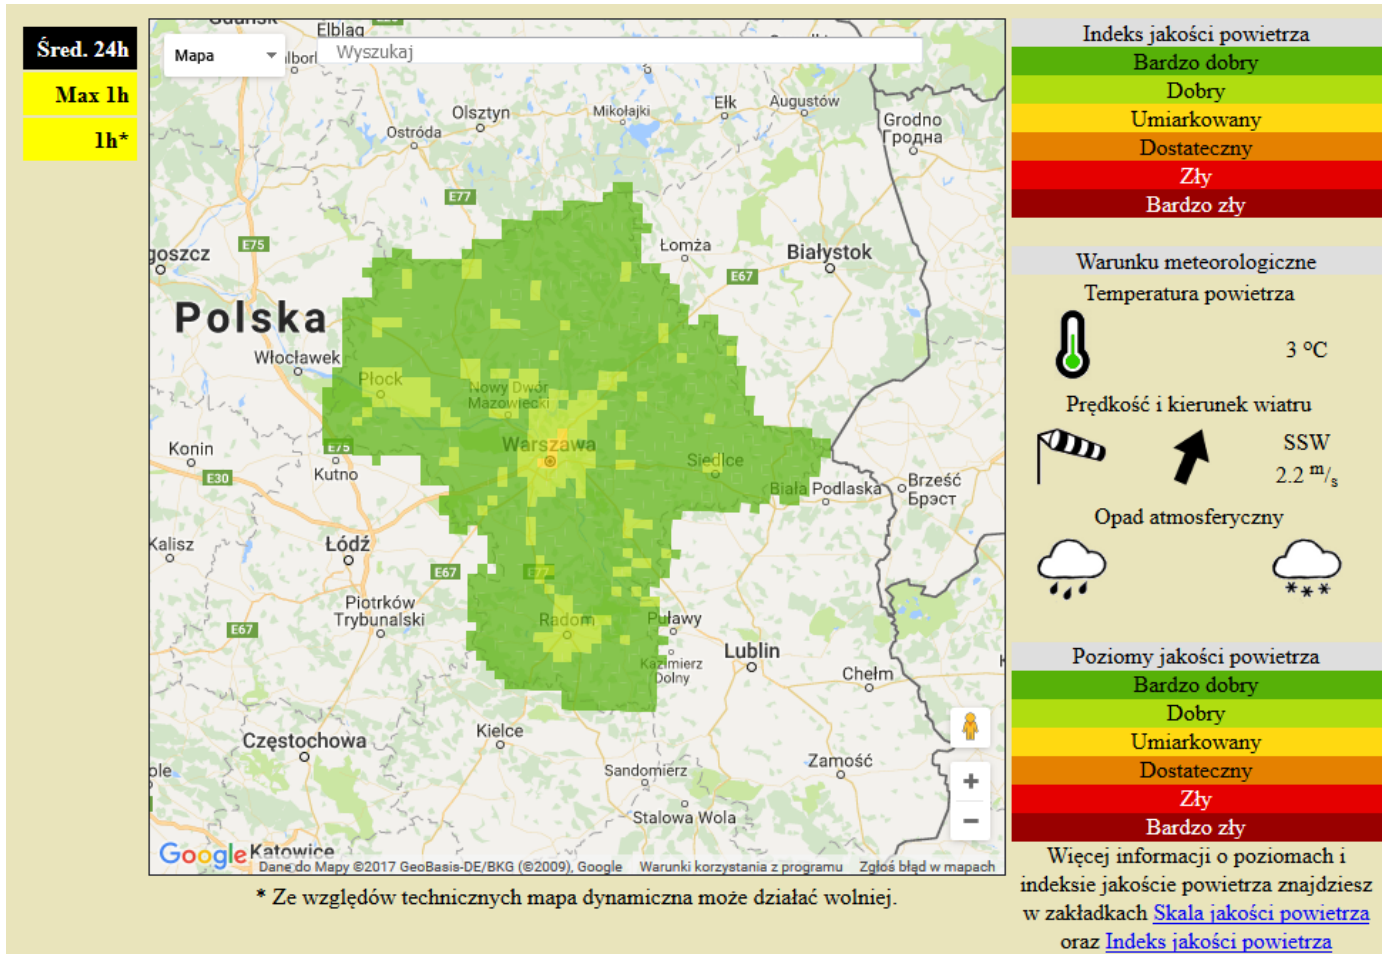 Śred. 24h
Max 1h
1h*
Mapa
Wyszukaj
Elbląg
Olsztyn
Mikołajki
Ełk
Augustów
Ostróda
Grodno
Гродна
E77
Łomża
Białystok
E75
E67
Polska
Włocławek
Płock
Nowy Dwór
Mazowiecki
Warszawa
Siedlce
Konin
E75
Kutno
E30
Biała Podlaska
Brześć
Брэст
Kalisz
Łódź
E67
E77
Piotrków
Trybunalski
E67
Radom
Puławy
Kazimierz
Dolny
Lublin
Chełm
Kielce
Częstochowa
Sandomierz
Zamość
Stalowa Wola
Katowice
Google
Dane do Mapy ©2017 GeoBasis-DE/BKG (©2009), Google
Warunki korzystania z programu
Zgłoś błąd w mapach
* Ze względów technicznych mapa dynamiczna może działać wolniej.
Indeks jakości powietrza
Bardzo dobry
Dobry
Umiarkowany
Dostateczny
Zły
Bardzo zły
Warunku meteorologiczne
Temperatura powietrza
3 °C
Prędkość i kierunek wiatru
SSW
2.2 m/s
Opad atmosferyczny
Poziomy jakości powietrza
Bardzo dobry
Dobry
Umiarkowany
Dostateczny
Zły
Bardzo zły
Więcej informacji o poziomach i
indeksie jakoście powietrza znajdziesz
w zakładkach Skala jakości powietrza
oraz Indeks jakości powietrza